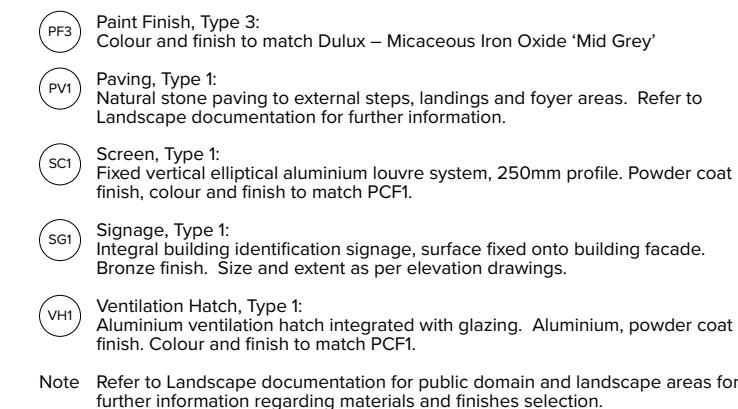 PF3 Paint Finish, Type 3:
Colour and finish to match Dulux – Micaceous Iron Oxide ‘Mid Grey’
PV1 Paving, Type 1:
Natural stone paving to external steps, landings and foyer areas.  Refer to
Landscape documentation for further information.
SC1 Screen, Type 1:
Fixed vertical elliptical aluminium louvre system, 250mm profile. Powder coat
finish, colour and finish to match PCF1.
SG1 Signage, Type 1:
Integral building identification signage, surface fixed onto building facade.
Bronze finish.  Size and extent as per elevation drawings.
VH1 Ventilation Hatch, Type 1:
Aluminium ventilation hatch integrated with glazing.  Aluminium, powder coat
finish. Colour and finish to match PCF1.
Note Refer to Landscape documentation for public domain and landscape areas for
further information regarding materials and finishes selection.